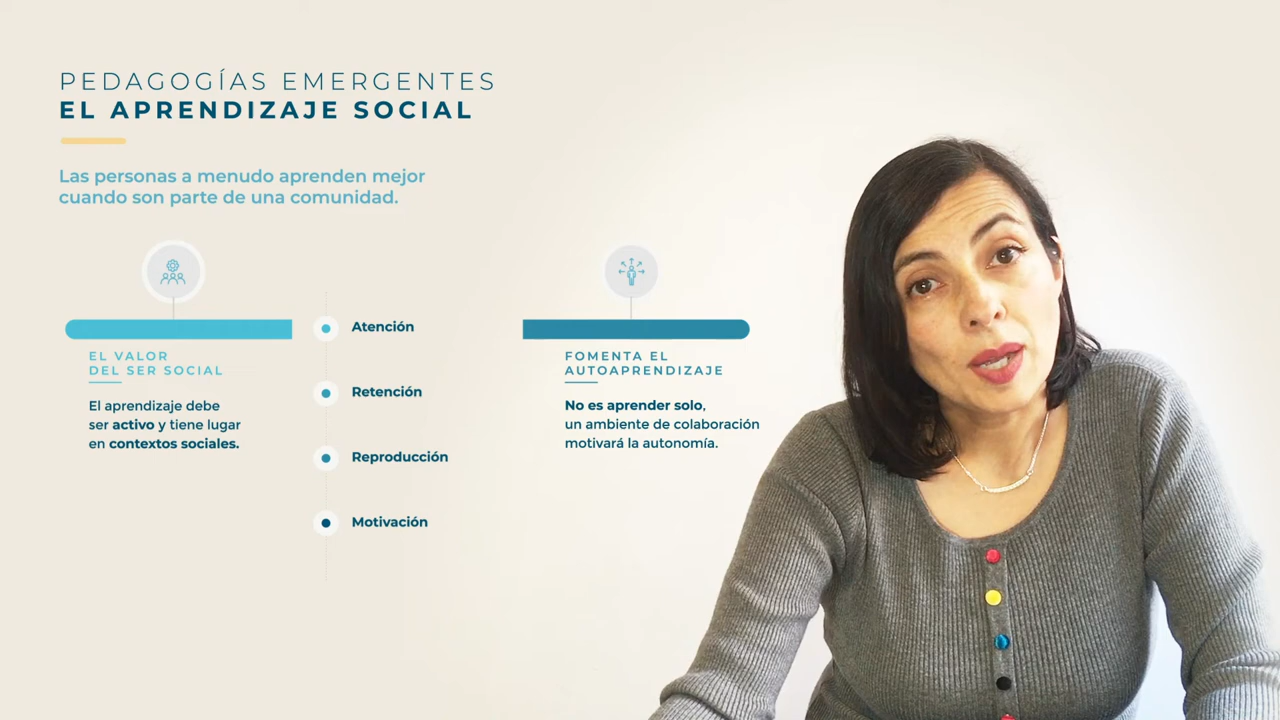 PEDAGOGÍAS EMERGENTES
EL APRENDIZAJE SOCIAL
Las personas a menudo aprenden mejor
cuando son parte de una comunidad.
EL VALOR
DEL SER SOCIAL
El aprendizaje debe
ser activo y tiene lugar
en contextos sociales.
Atención
Retención
Reproducción
Motivación
FOMENTA EL
AUTOAPRENDIZAJE
No es aprender solo,
un ambiente de colaboración
motivará la autonomía.